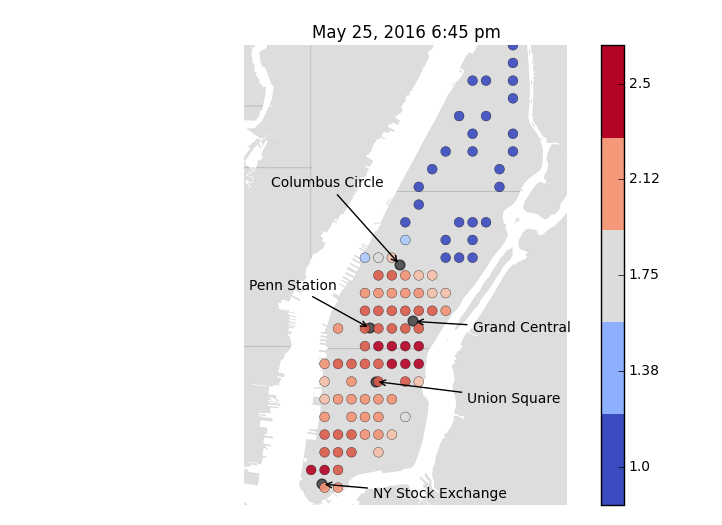 May 25, 2016 6:45 pm
2.5
2.12
Columbus Circle
1.75
Penn Station
Grand Central
1.38
Union Square
1.0
NY Stock Exchange